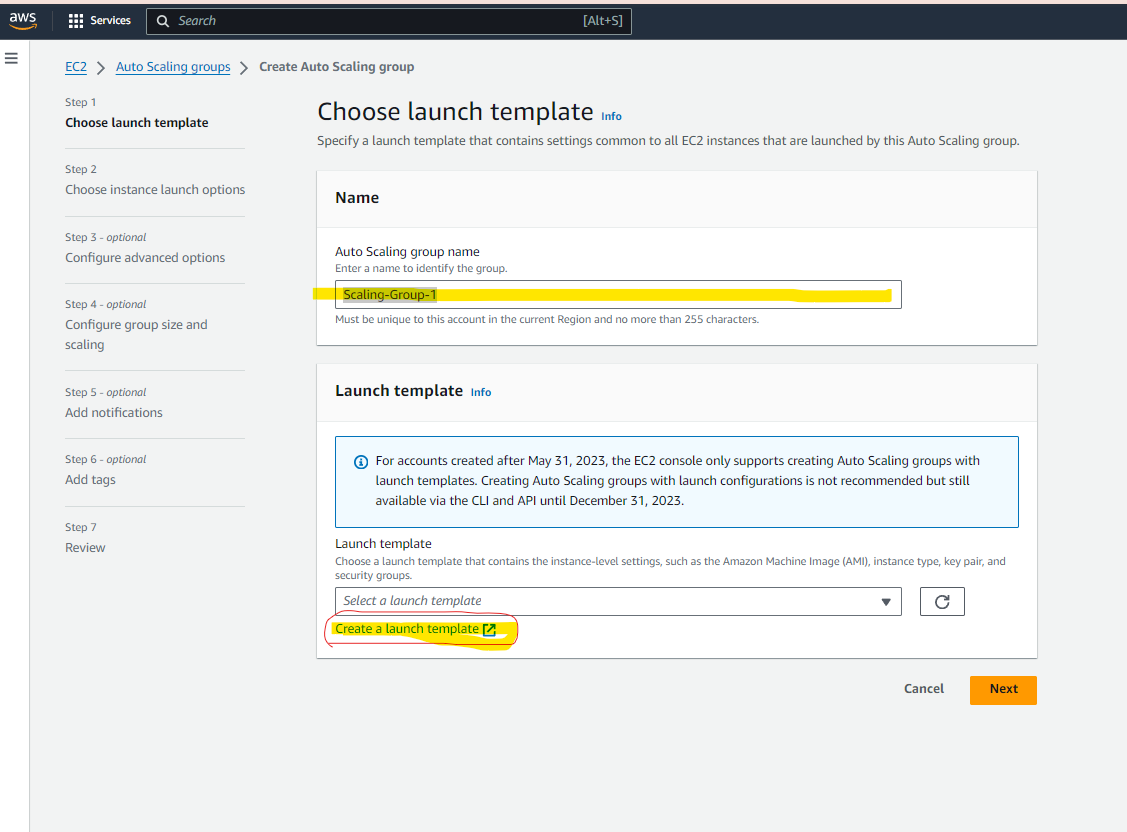 aws
Services
Search
[Alt+S]
EC2 > Auto Scaling groups > Create Auto Scaling group
Step 1
Choose launch template
Step 2
Choose instance launch options
Step 3 - optional
Configure advanced options
Step 4 - optional
Configure group size and
scaling
Step 5 - optional
Add notifications
Step 6 - optional
Add tags
Step 7
Review
Choose launch template Info
Specify a launch template that contains settings common to all EC2 instances that are launched by this Auto Scaling group.
Name
Auto Scaling group name
Enter a name to identify the group.
Scaling-Group-1
Must be unique to this account in the current Region and no more than 255 characters.
Launch template Info
For accounts created after May 31, 2023, the EC2 console only supports creating Auto Scaling groups with
launch templates. Creating Auto Scaling groups with launch configurations is not recommended but still
available via the CLI and API until December 31, 2023.
Launch template
Choose a launch template that contains the instance-level settings, such as the Amazon Machine Image (AMI), instance type, key pair, and
security groups.
Select a launch template
Create a launch template
Cancel
Next